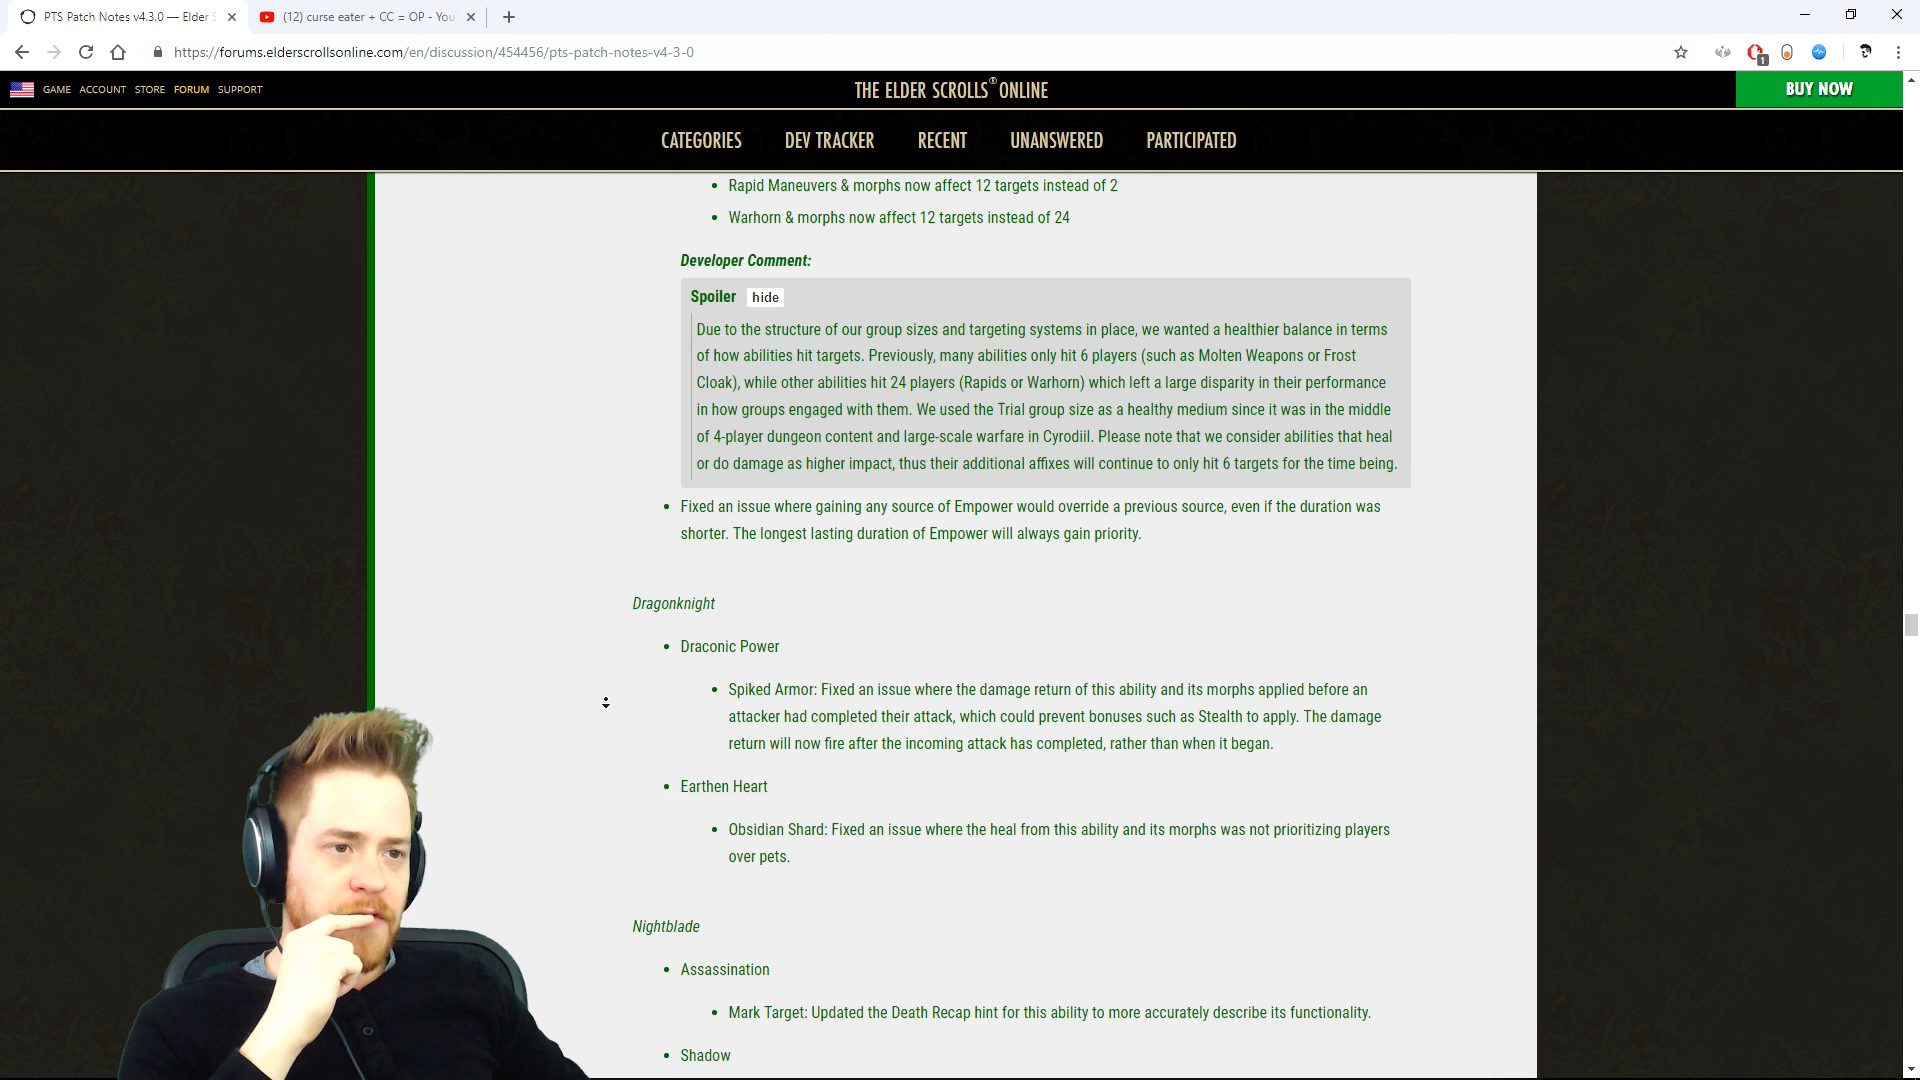 PTS Patch Notes v4.3.0 — Elder S
(12) curse eater + CC = OP - You
https://forums.elderscrollsonline.com/en/discussion/454456/pts-patch-notes-v4-3-0
1
GAME ACCOUNT STORE FORUM SUPPORT
THE ELDER SCROLLS ONLINE
BUY NOW
CATEGORIES DEV TRACKER RECENT UNANSWERED PARTICIPATED
• Rapid Maneuvers & morphs now affect 12 targets instead of 2
• Warhorn & morphs now affect 12 targets instead of 24
Developer Comment:
Spoiler hide
Due to the structure of our group sizes and targeting systems in place, we wanted a healthier balance in terms
of how abilities hit targets. Previously, many abilities only hit 6 players (such as Molten Weapons or Frost
Cloak), while other abilities hit 24 players (Rapids or Warhorn) which left a large disparity in their performance
in how groups engaged with them. We used the Trial group size as a healthy medium since it was in the middle
of 4-player dungeon content and large-scale warfare in Cyrodiil. Please note that we consider abilities that heal
or do damage as higher impact, thus their additional affixes will continue to only hit 6 targets for the time being.
• Fixed an issue where gaining any source of Empower would override a previous source, even if the duration was
shorter. The longest lasting duration of Empower will always gain priority.
Dragonknight
• Draconic Power
• Spiked Armor: Fixed an issue where the damage return of this ability and its morphs applied before an
attacker had completed their attack, which could prevent bonuses such as Stealth to apply. The damage
return will now fire after the incoming attack has completed, rather than when it began.
• Earthen Heart
• Obsidian Shard: Fixed an issue where the heal from this ability and its morphs was not prioritizing players
over pets.
Nightblade
• Assassination
• Mark Target: Updated the Death Recap hint for this ability to more accurately describe its functionality.
• Shadow